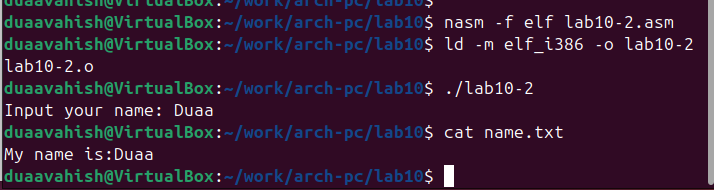 duaavahish@VirtualBox:~/work/arch-pc/lab10$ nasm -f elf lab10-2.asm
duaavahish@VirtualBox:~/work/arch-pc/lab10$ ld -m elf_i386 -o lab10-2
lab10-2.o
duaavahish@VirtualBox:~/work/arch-pc/lab10$ ./lab10-2
Input your name: Duaa
duaavahish@VirtualBox:~/work/arch-pc/lab10$ cat name.txt
My name is:Duaa
duaavahish@VirtualBox:~/work/arch-pc/lab10$